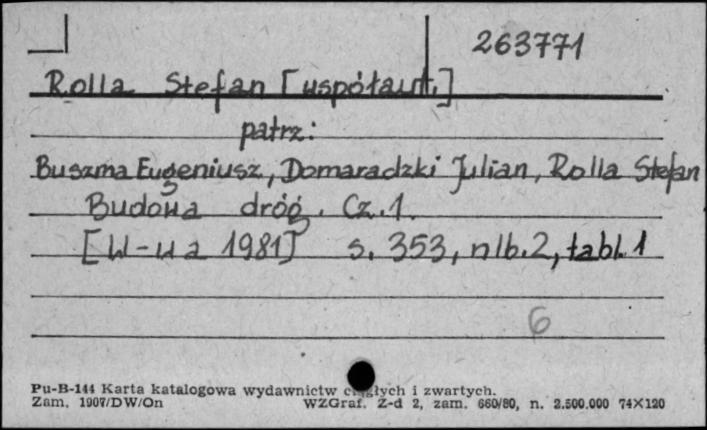 263771
Rolla Stefan [współaut.]
patrz:
Buszma Eugeniusz, Domaradzki Julian, Rolla Stefan
Budowa dróg. Cz.1.
[W-wa 1981] s. 353, nlb.2, tabl.1
6
Pu-B-144 Karta katalogowa wydawnictw ciągłych i zwartych.
Zam. 1907/DW/On WZGraf. Z-d 2, zam. 660/80, n. 2.500.000 74×120